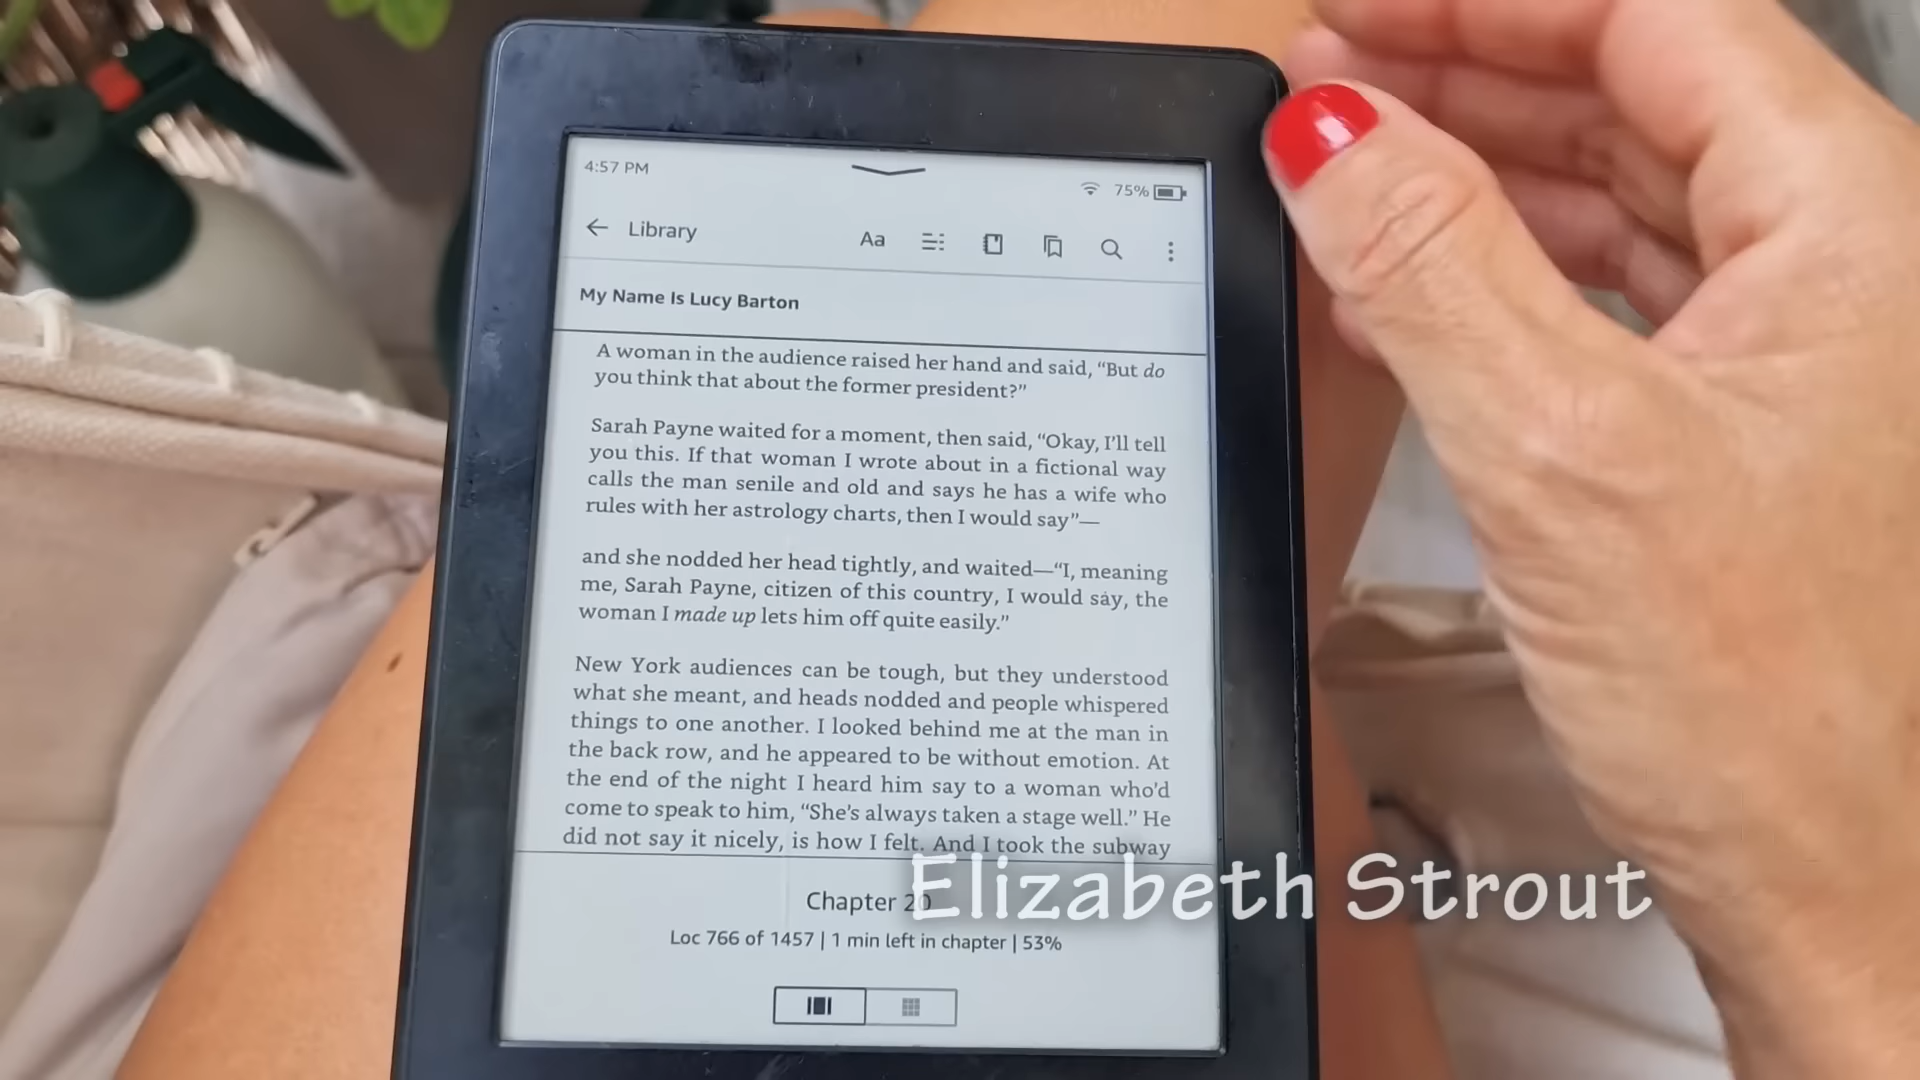 4:57 PM
75%
Library
Aa
My Name Is Lucy Barton
A woman in the audience raised her hand and said, “But do
you think that about the former president?”
Sarah Payne waited for a moment, then said, “Okay, I’ll tell
you this. If that woman I wrote about in a fictional way
calls the man senile and old and says he has a wife who
rules with her astrology charts, then I would say”—
and she nodded her head tightly, and waited—“I, meaning
me, Sarah Payne, citizen of this country, I would say, the
woman I made up lets him off quite easily.”
New York audiences can be tough, but they understood
what she meant, and heads nodded and people whispered
things to one another. I looked behind me at the man in
the back row, and he appeared to be without emotion. At
the end of the night I heard him say to a woman who’d
come to speak to him, “She’s always taken a stage well.” He
did not say it nicely, is how I felt. And I took the subway
Elizabeth Strout
Chapter 20
Loc 766 of 1457 | 1 min left in chapter | 53%